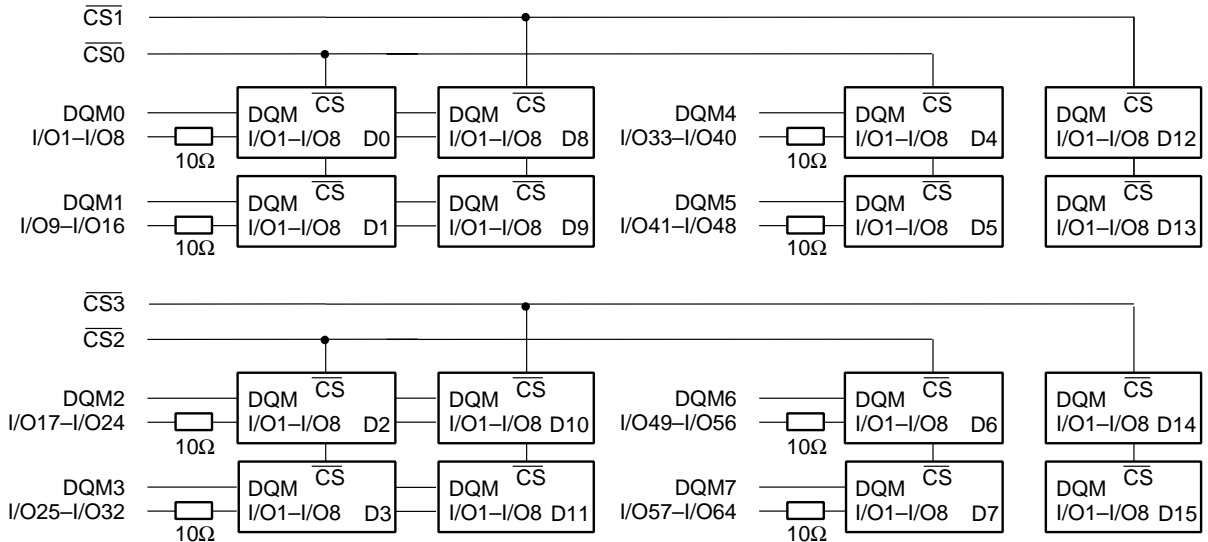 CS1
CS0
DQM0 DQM CS DQM CS DQM4 DQM CS DQM CS
I/O1–I/O8 I/O1–I/O8 D0 I/O1–I/O8 D8 I/O33–I/O40 I/O1–I/O8 D4 I/O1–I/O8 D12
10Ω 10Ω
DQM1 DQM CS DQM CS DQM5 DQM CS DQM CS
I/O9–I/O16 I/O1–I/O8 D1 I/O1–I/O8 D9 I/O41–I/O48 I/O1–I/O8 D5 I/O1–I/O8 D13
10Ω 10Ω
CS3
CS2
DQM2 DQM CS DQM CS DQM6 DQM CS DQM CS
I/O17–I/O24 I/O1–I/O8 D2 I/O1–I/O8 D10 I/O49–I/O56 I/O1–I/O8 D6 I/O1–I/O8 D14
10Ω 10Ω
DQM3 DQM CS DQM CS DQM7 DQM CS DQM CS
I/O25–I/O32 I/O1–I/O8 D3 I/O1–I/O8 D11 I/O57–I/O64 I/O1–I/O8 D7 I/O1–I/O8 D15
10Ω 10Ω